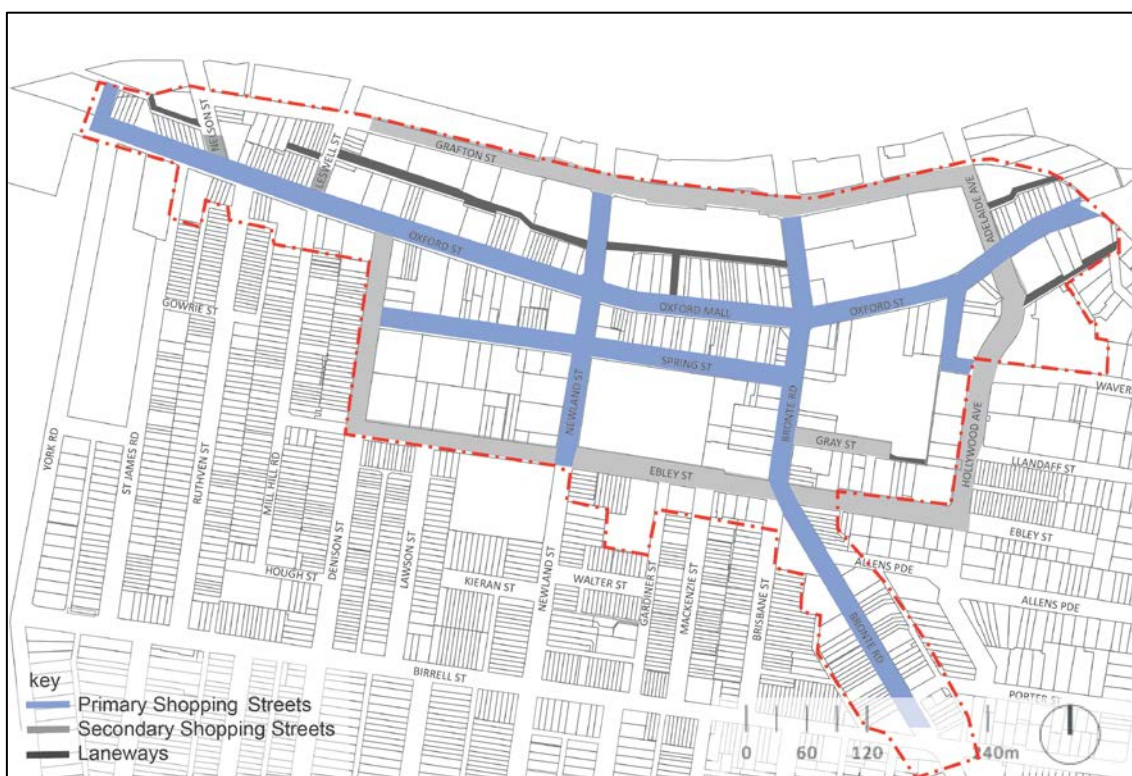 NELSON ST
LESWELL ST
GRAFTON ST
ADELAIDE AVE
OXFORD ST
OXFORD MALL
OXFORD ST
GOWRIE ST
SPRING ST
NEWLAND ST
BRONTE RD
GRAY ST
HOLLYWOOD AVE
WAVER
YORK RD
ST JAMES RD
RUTHVEN ST
MILL HILL RD
DENISON ST
LAWSON ST
EBLEY ST
LLANDAFF ST
EBLEY ST
HOUGH ST
KIERAN ST
NEWLAND ST
WALTER ST
GARDINER ST
MACKENZIE ST
BRISBANE ST
ALLENS PDE
ALLENS PDE
BRONTE RD
BIRRELL ST
PORTER ST
key
Primary Shopping Streets
Secondary Shopping Streets
Laneways
0 60 120 240m